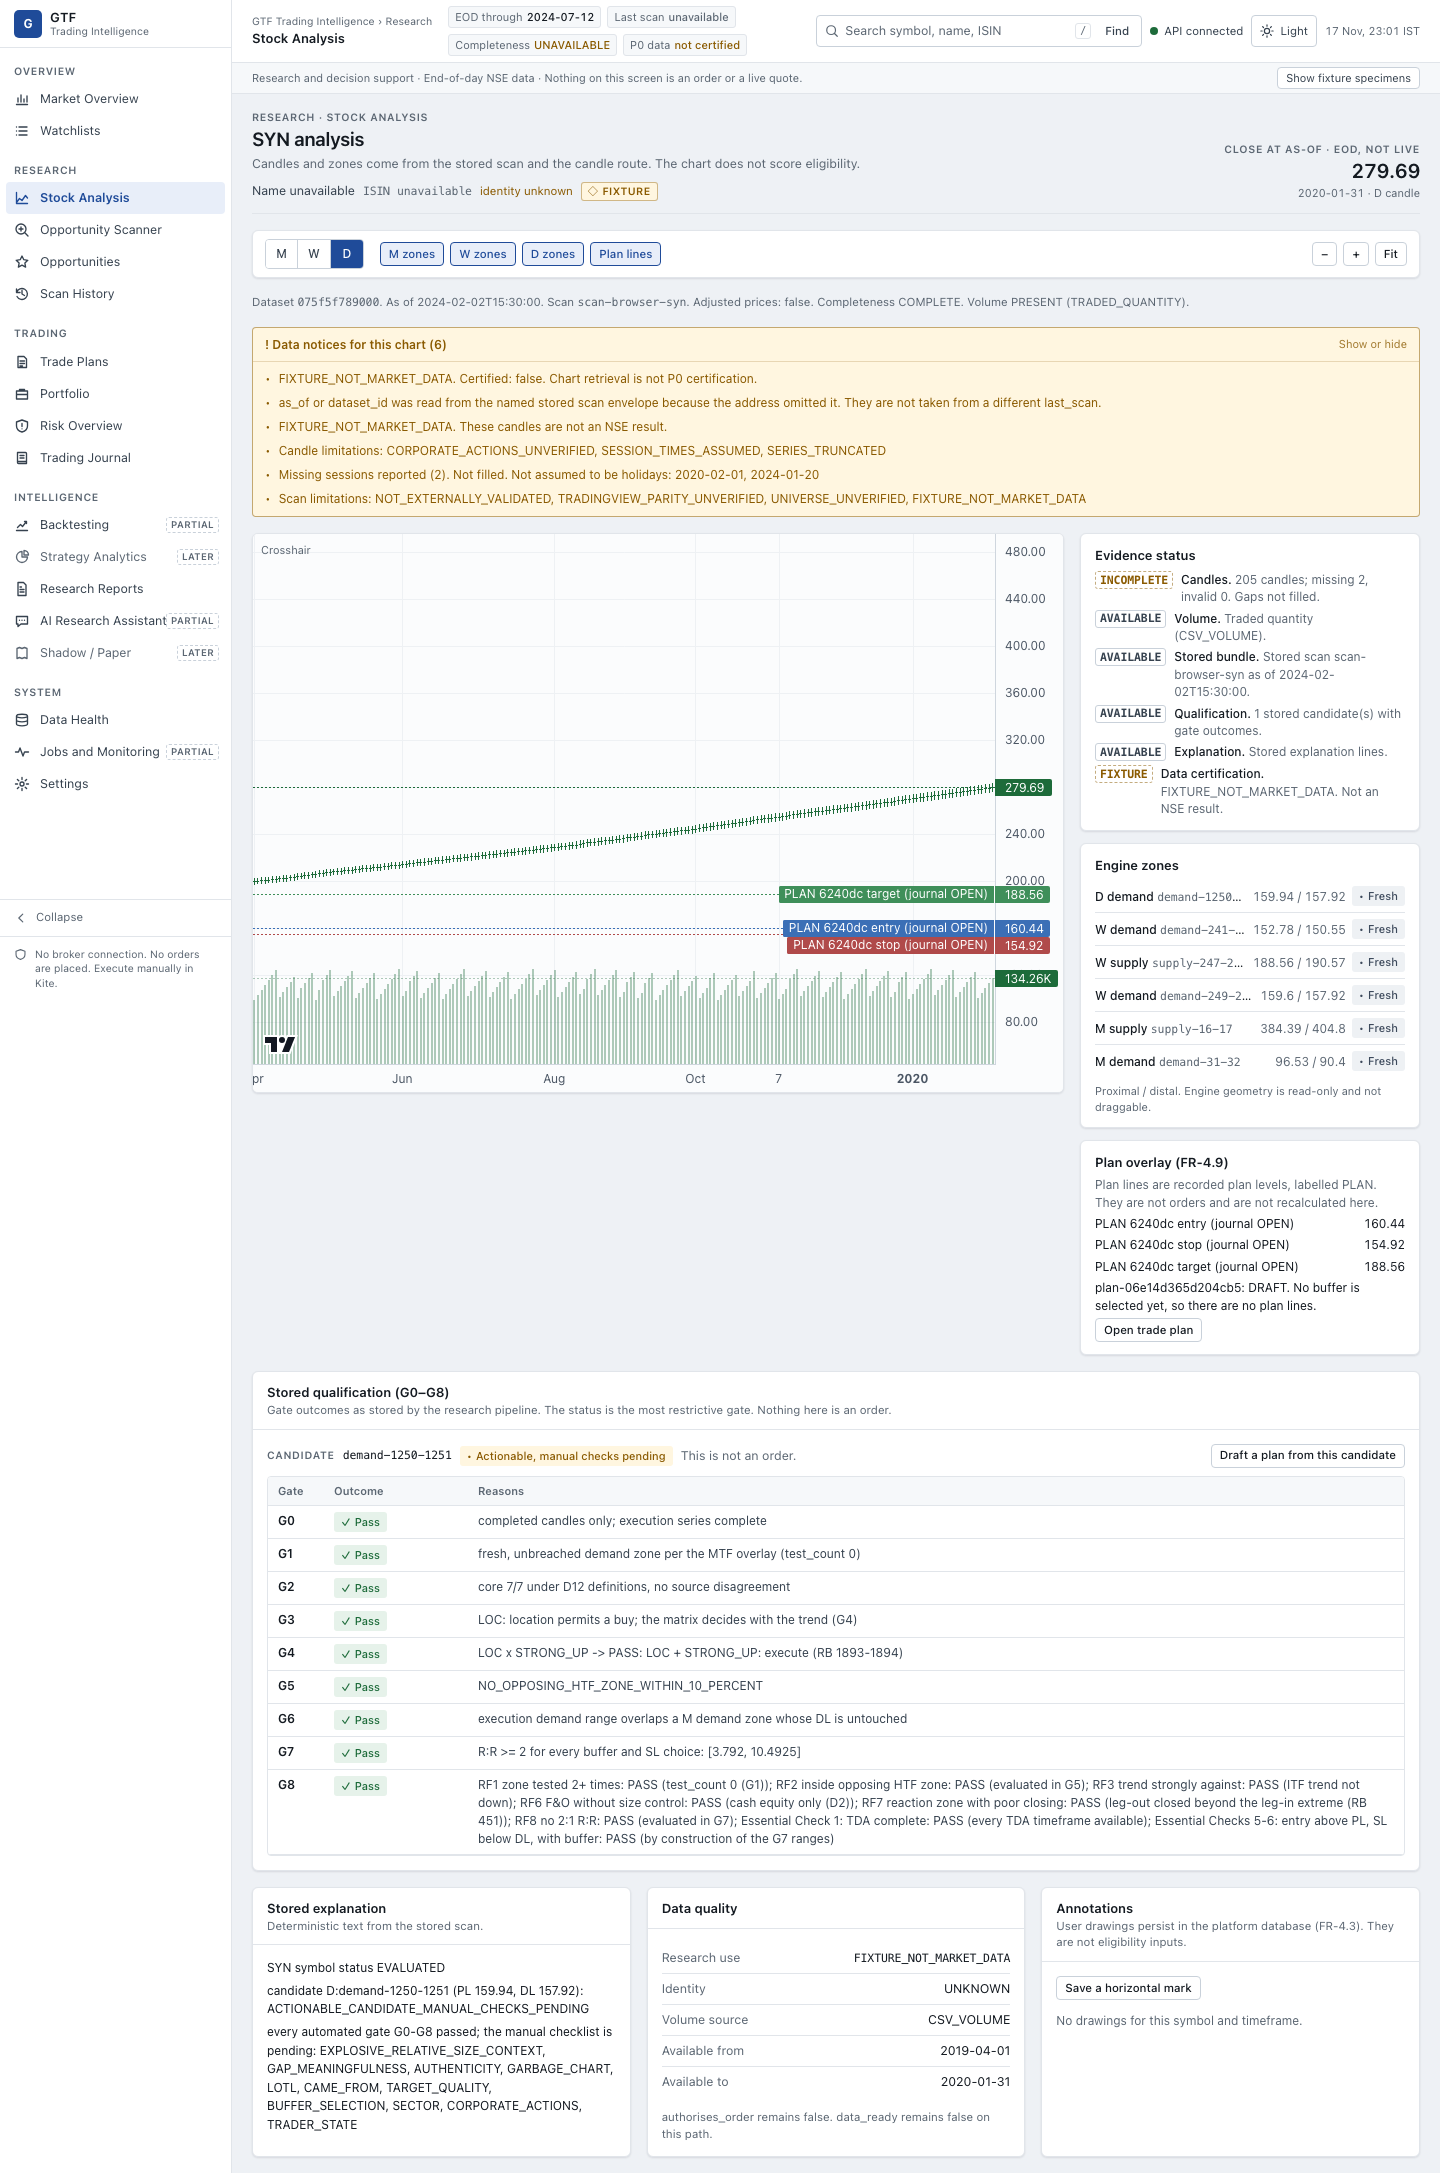 G
GTF
Trading Intelligence
OVERVIEW
Market Overview
Watchlists
RESEARCH
Stock Analysis
Opportunity Scanner
Opportunities
Scan History
TRADING
Trade Plans
Portfolio
Risk Overview
Trading Journal
INTELLIGENCE
Backtesting PARTIAL
Strategy Analytics LATER
Research Reports
AI Research Assistant PARTIAL
Shadow / Paper LATER
SYSTEM
Data Health
Jobs and Monitoring PARTIAL
Settings
Collapse
No broker connection. No orders
are placed. Execute manually in
Kite.
GTF Trading Intelligence › Research
Stock Analysis
EOD through 2024-07-12
Last scan unavailable
Completeness UNAVAILABLE
P0 data not certified
Search symbol, name, ISIN / Find
API connected
Light
17 Nov, 23:01 IST
Research and decision support · End-of-day NSE data · Nothing on this screen is an order or a live quote.
Show fixture specimens
RESEARCH · STOCK ANALYSIS
SYN analysis
Candles and zones come from the stored scan and the candle route. The chart does not score eligibility.
Name unavailable ISIN unavailable identity unknown ◇ FIXTURE
CLOSE AT AS-OF · EOD, NOT LIVE
279.69
2020-01-31 · D candle
M W D M zones W zones D zones Plan lines
− + Fit
Dataset 075f5f789000. As of 2024-02-02T15:30:00. Scan scan-browser-syn. Adjusted prices: false. Completeness COMPLETE. Volume PRESENT (TRADED_QUANTITY).
! Data notices for this chart (6)
Show or hide
• FIXTURE_NOT_MARKET_DATA. Certified: false. Chart retrieval is not P0 certification.
• as_of or dataset_id was read from the named stored scan envelope because the address omitted it. They are not taken from a different last_scan.
• FIXTURE_NOT_MARKET_DATA. These candles are not an NSE result.
• Candle limitations: CORPORATE_ACTIONS_UNVERIFIED, SESSION_TIMES_ASSUMED, SERIES_TRUNCATED
• Missing sessions reported (2). Not filled. Not assumed to be holidays: 2020-02-01, 2024-01-20
• Scan limitations: NOT_EXTERNALLY_VALIDATED, TRADINGVIEW_PARITY_UNVERIFIED, UNIVERSE_UNVERIFIED, FIXTURE_NOT_MARKET_DATA
Crosshair
480.00
440.00
400.00
360.00
320.00
279.69
240.00
200.00
PLAN 6240dc target (journal OPEN) 188.56
PLAN 6240dc entry (journal OPEN) 160.44
PLAN 6240dc stop (journal OPEN) 154.92
134.26K
80.00
pr Jun Aug Oct 7 2020
Evidence status
INCOMPLETE Candles. 205 candles; missing 2,
invalid 0. Gaps not filled.
AVAILABLE Volume. Traded quantity
(CSV_VOLUME).
AVAILABLE Stored bundle. Stored scan scan-
browser-syn as of 2024-02-
02T15:30:00.
AVAILABLE Qualification. 1 stored candidate(s) with
gate outcomes.
AVAILABLE Explanation. Stored explanation lines.
FIXTURE Data certification.
FIXTURE_NOT_MARKET_DATA. Not an
NSE result.
Engine zones
D demand demand-1250… 159.94 / 157.92 • Fresh
W demand demand-241-… 152.78 / 150.55 • Fresh
W supply supply-247-2… 188.56 / 190.57 • Fresh
W demand demand-249-2… 159.6 / 157.92 • Fresh
M supply supply-16-17 384.39 / 404.8 • Fresh
M demand demand-31-32 96.53 / 90.4 • Fresh
Proximal / distal. Engine geometry is read-only and not
draggable.
Plan overlay (FR-4.9)
Plan lines are recorded plan levels, labelled PLAN.
They are not orders and are not recalculated here.
PLAN 6240dc entry (journal OPEN) 160.44
PLAN 6240dc stop (journal OPEN) 154.92
PLAN 6240dc target (journal OPEN) 188.56
plan-06e14d365d204cb5: DRAFT. No buffer is
selected yet, so there are no plan lines.
Open trade plan
Stored qualification (G0–G8)
Gate outcomes as stored by the research pipeline. The status is the most restrictive gate. Nothing here is an order.
CANDIDATE demand-1250-1251 • Actionable, manual checks pending This is not an order.
Draft a plan from this candidate
Gate Outcome Reasons
G0 ✓ Pass completed candles only; execution series complete
G1 ✓ Pass fresh, unbreached demand zone per the MTF overlay (test_count 0)
G2 ✓ Pass core 7/7 under D12 definitions, no source disagreement
G3 ✓ Pass LOC: location permits a buy; the matrix decides with the trend (G4)
G4 ✓ Pass LOC x STRONG_UP -> PASS: LOC + STRONG_UP: execute (RB 1893-1894)
G5 ✓ Pass NO_OPPOSING_HTF_ZONE_WITHIN_10_PERCENT
G6 ✓ Pass execution demand range overlaps a M demand zone whose DL is untouched
G7 ✓ Pass R:R >= 2 for every buffer and SL choice: [3.792, 10.4925]
G8 ✓ Pass RF1 zone tested 2+ times: PASS (test_count 0 (G1)); RF2 inside opposing HTF zone: PASS (evaluated in G5); RF3 trend strongly against: PASS (ITF trend not
down); RF6 F&O without size control: PASS (cash equity only (D2)); RF7 reaction zone with poor closing: PASS (leg-out closed beyond the leg-in extreme (RB
451)); RF8 no 2:1 R:R: PASS (evaluated in G7); Essential Check 1: TDA complete: PASS (every TDA timeframe available); Essential Checks 5-6: entry above PL, SL
below DL, with buffer: PASS (by construction of the G7 ranges)
Stored explanation
Deterministic text from the stored scan.
SYN symbol status EVALUATED
candidate D:demand-1250-1251 (PL 159.94, DL 157.92):
ACTIONABLE_CANDIDATE_MANUAL_CHECKS_PENDING
every automated gate G0-G8 passed; the manual checklist is
pending: EXPLOSIVE_RELATIVE_SIZE_CONTEXT,
GAP_MEANINGFULNESS, AUTHENTICITY, GARBAGE_CHART,
LOTL, CAME_FROM, TARGET_QUALITY,
BUFFER_SELECTION, SECTOR, CORPORATE_ACTIONS,
TRADER_STATE
Data quality
Research use FIXTURE_NOT_MARKET_DATA
Identity UNKNOWN
Volume source CSV_VOLUME
Available from 2019-04-01
Available to 2020-01-31
authorises_order remains false. data_ready remains false on
this path.
Annotations
User drawings persist in the platform database (FR-4.3). They
are not eligibility inputs.
Save a horizontal mark
No drawings for this symbol and timeframe.